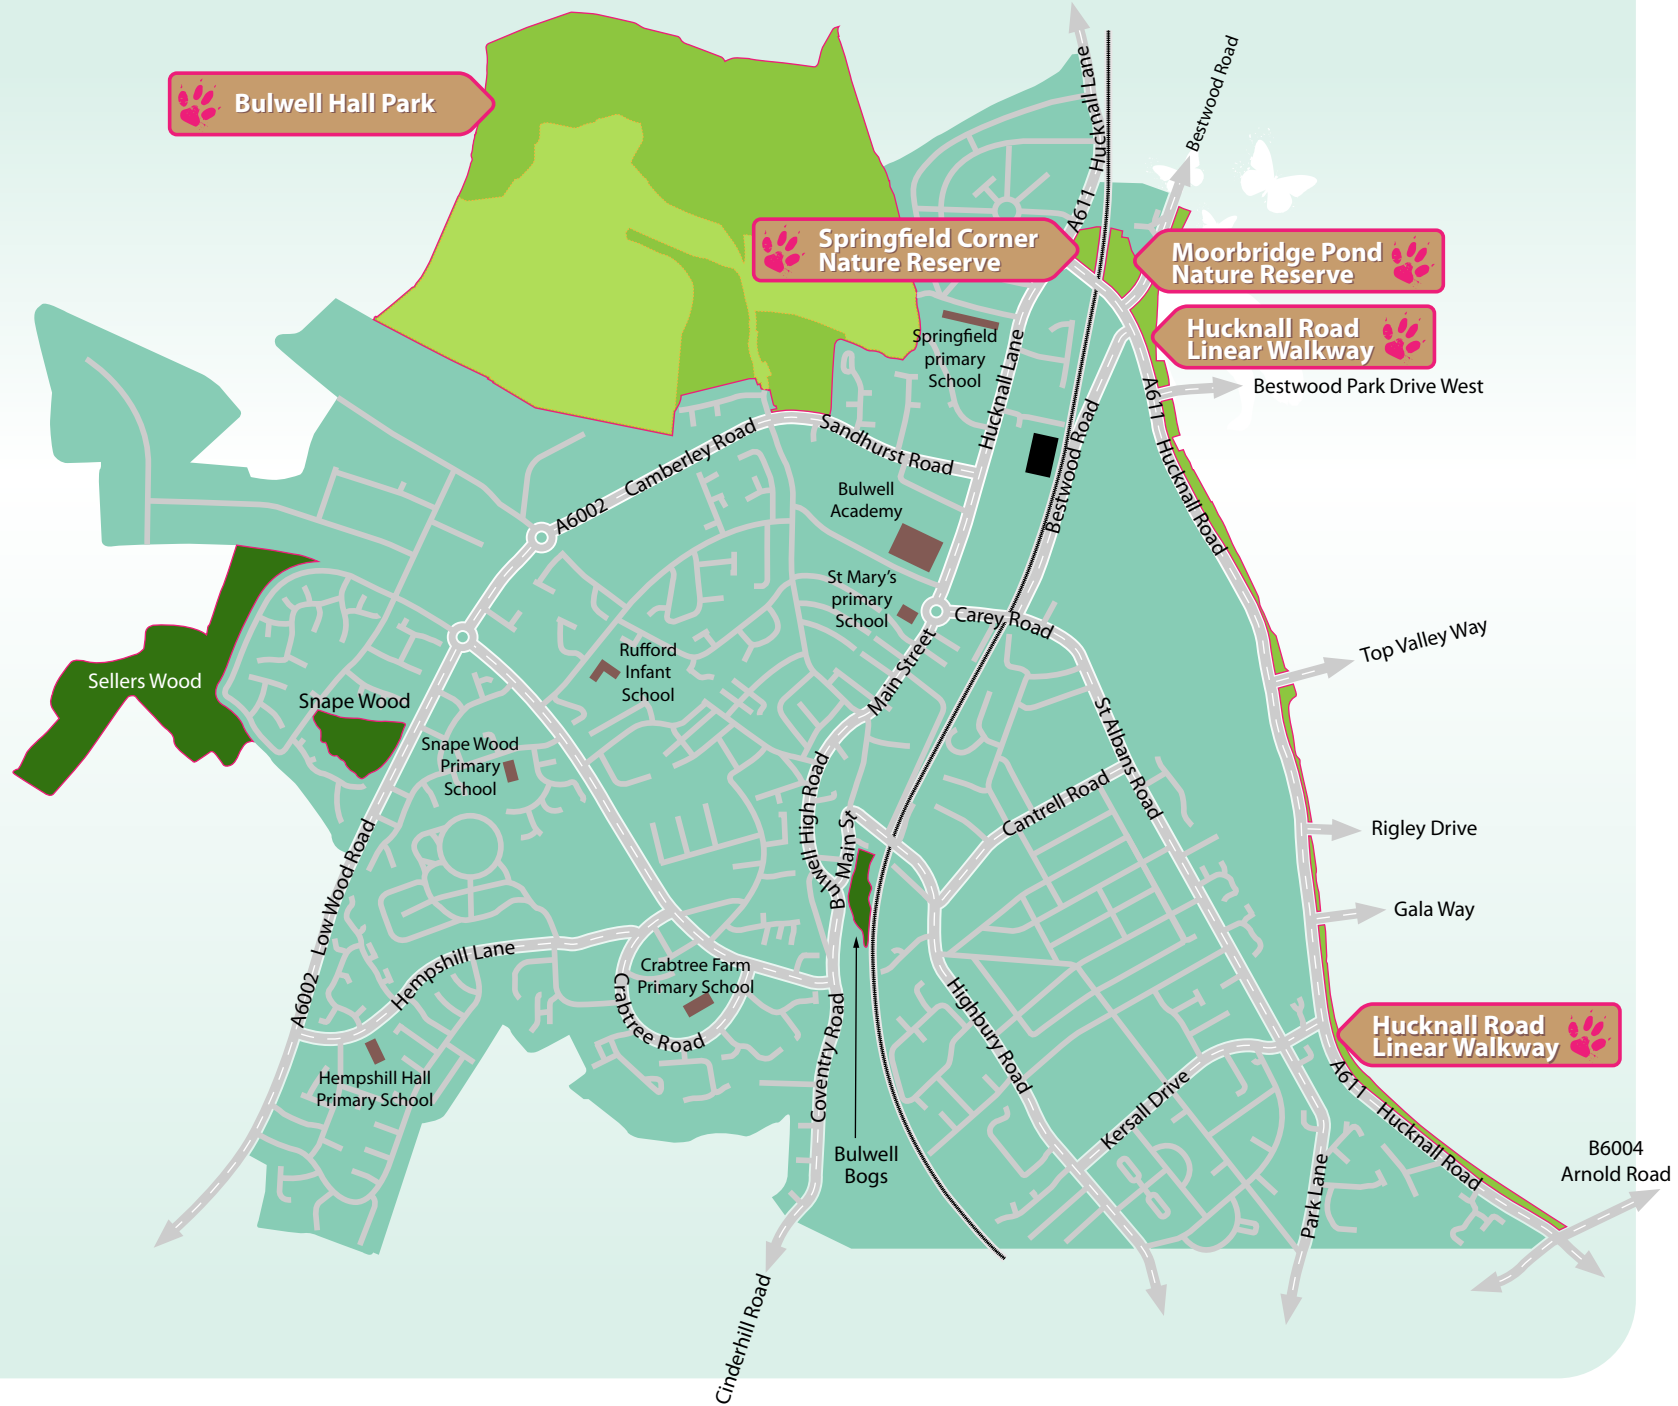 Bulwell Hall Park
Hucknall Lane
A611
Bestwood Road
Springfield Corner
Nature Reserve
Moorbridge Pond
Nature Reserve
Hucknall Road
Linear Walkway
Springfield
primary
School
Hucknall Lane
A611
Bestwood Park Drive West
Hucknall Road
Bestwood Road
Sandhurst Road
Camberley Road
A6002
Bulwell
Academy
St Mary's
primary
School
Carey Road
Main Street
Top Valley Way
Rufford
Infant
School
Sellers Wood
Snape Wood
Snape Wood
Primary
School
St Albans Road
Cantrell Road
Bulwell High Road
Main St
Rigley Drive
Low Wood Road
A6002
Gala Way
Hempshill Lane
Crabtree Farm
Primary School
Crabtree Road
Highbury Road
Hucknall Road
Linear Walkway
Coventry Road
Hempshill Hall
Primary School
Kersall Drive
A611
Hucknall Road
Bulwell
Bogs
Park Lane
B6004
Arnold Road
Cinderhill Road